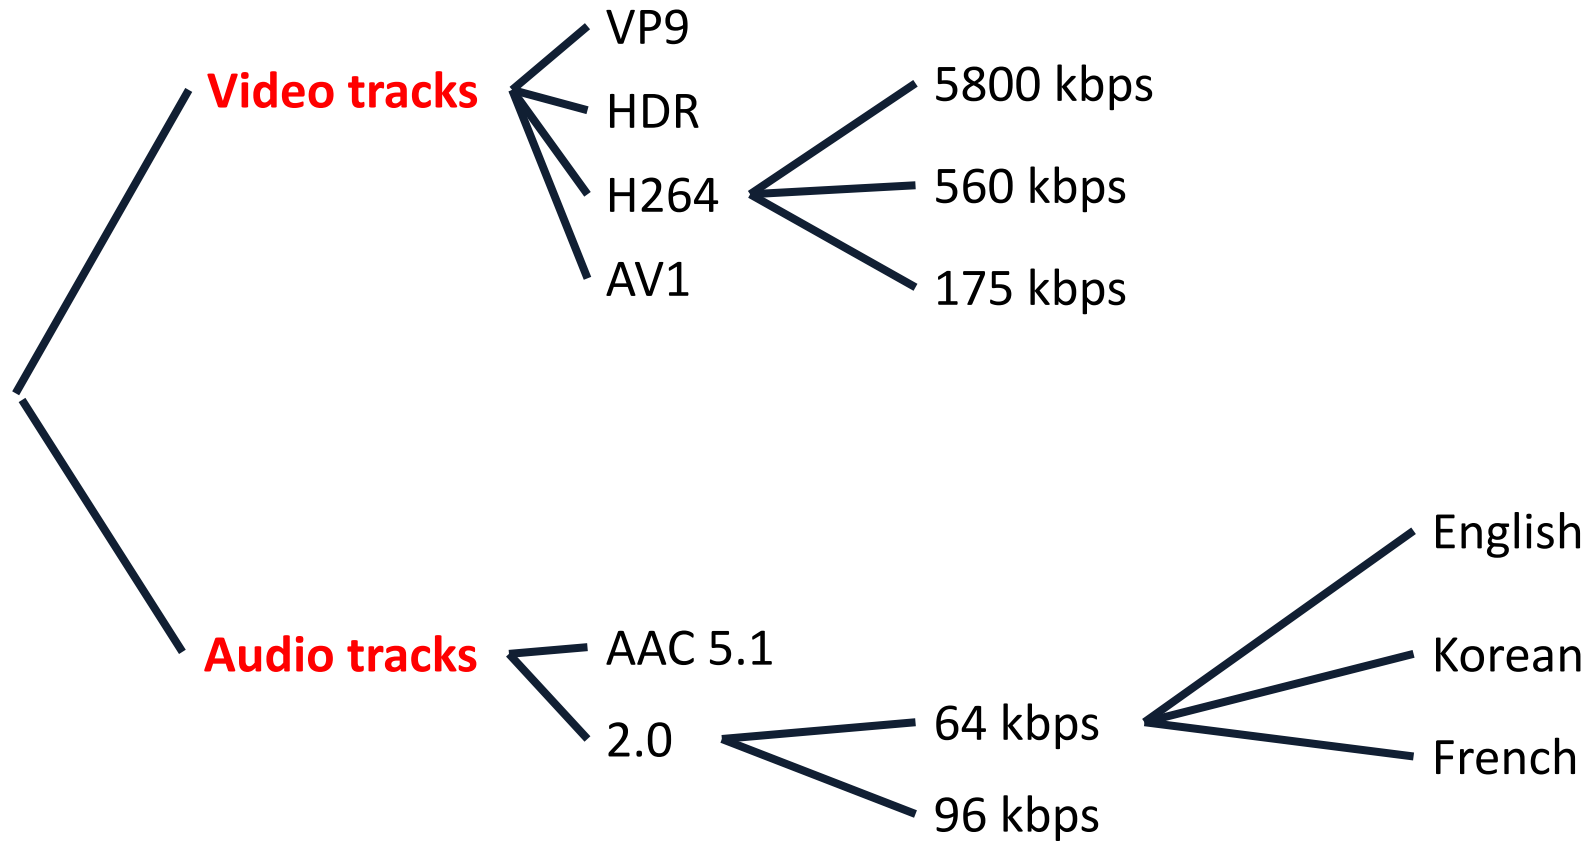 Video tracks
VP9
HDR
H264
AV1
5800 kbps
560 kbps
175 kbps
Audio tracks
AAC 5.1
2.0
64 kbps
96 kbps
English
Korean
French